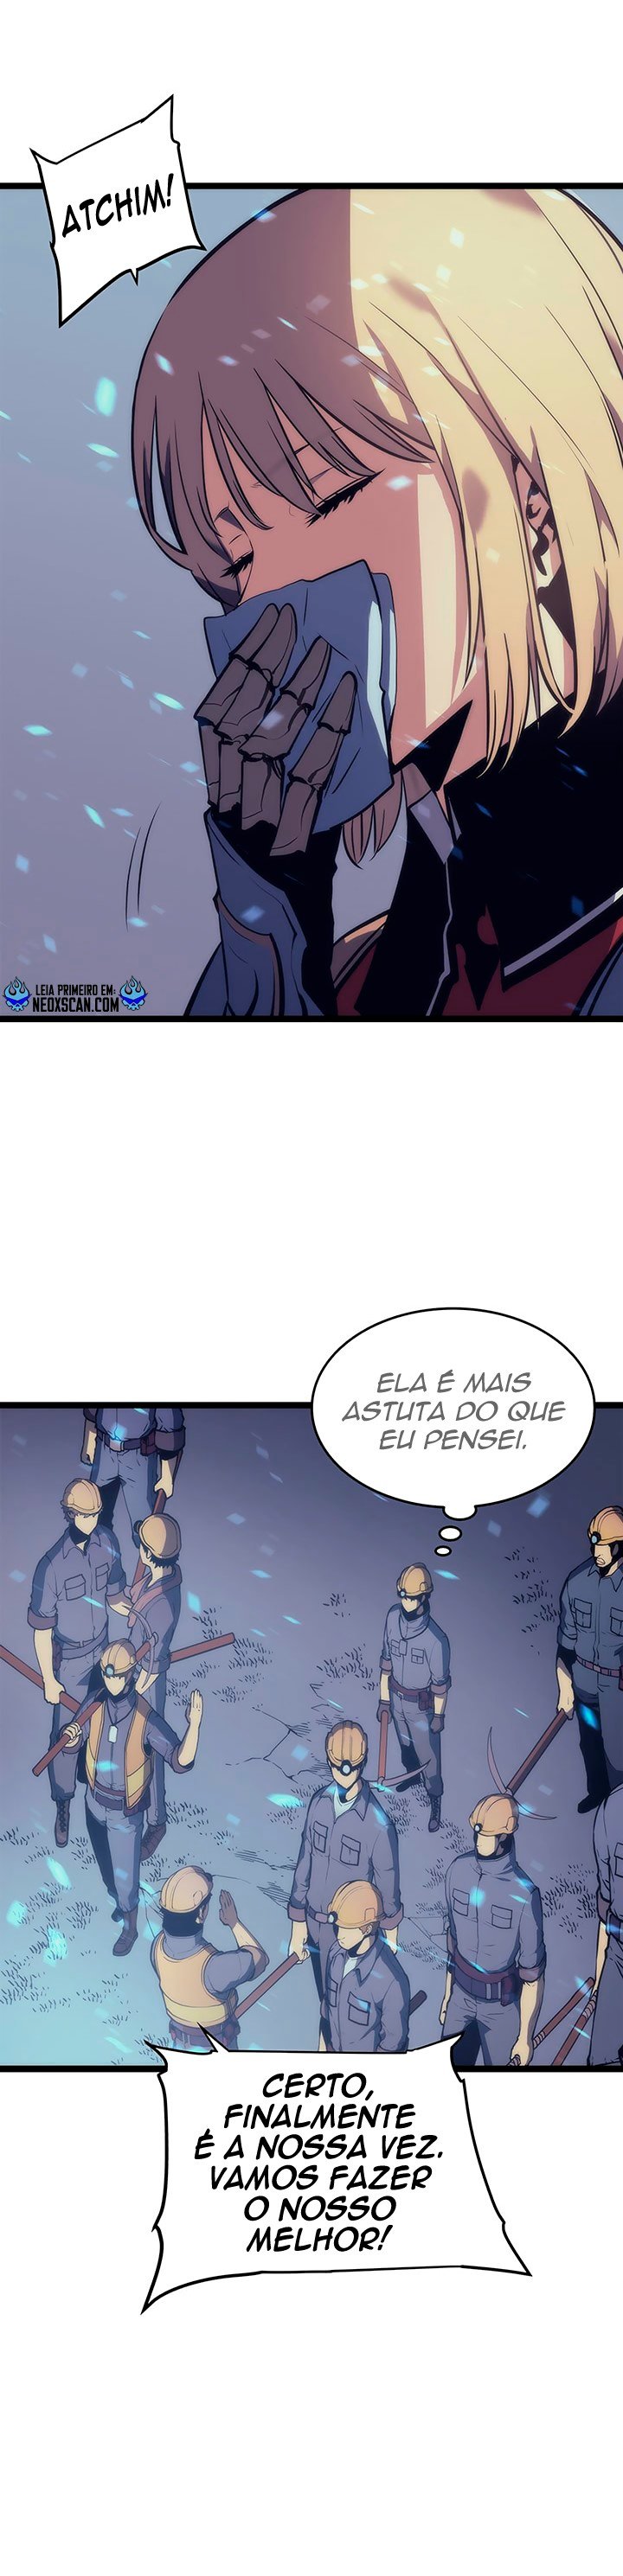 ATCHIM!
LEIA PRIMEIRO EM:
NEOXSCAN.COM
ELA É MAIS
ASTUTA DO QUE
EU PENSEI.
CERTO,
FINALMENTE
É A NOSSA VEZ.
VAMOS FAZER
O NOSSO
MELHOR!